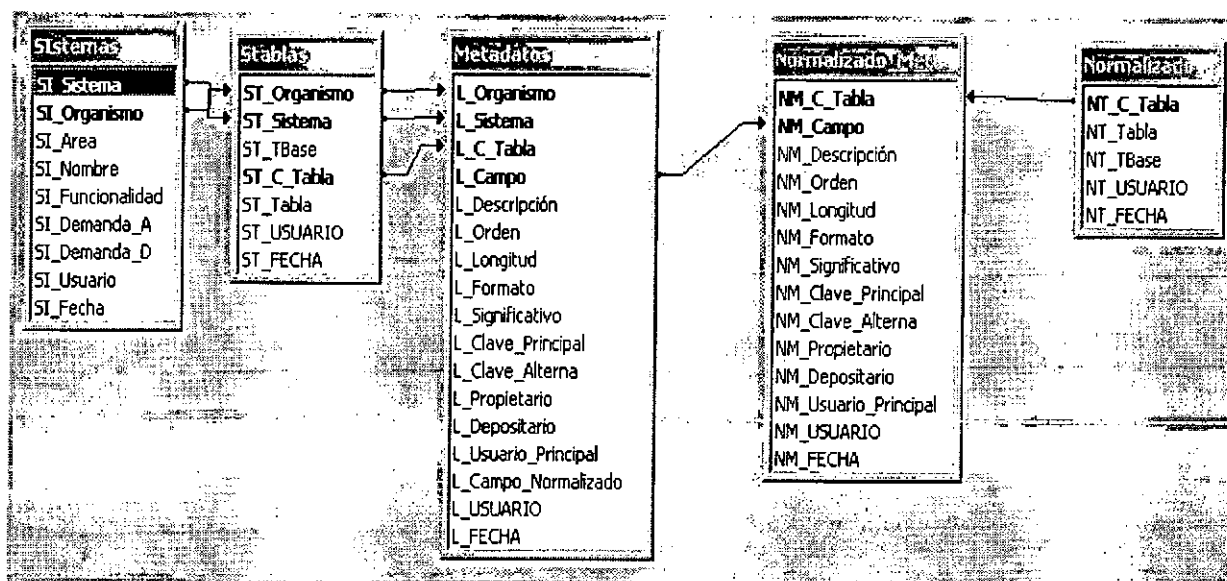 SIstemas
SI_Sistema
SI_Organismo
SI_Area
SI_Nombre
SI_Funcionalidad
SI_Demanda_A
SI_Demanda_D
SI_Usuario
SI_Fecha
Stablas
ST_Organismo
ST_Sistema
ST_TBase
ST_C_Tabla
ST_Tabla
ST_USUARIO
ST_FECHA
Metadatos
L_Organismo
L_Sistema
L_C_Tabla
L_Campo
L_Descripción
L_Orden
L_Longitud
L_Formato
L_Significativo
L_Clave_Principal
L_Clave_Alterna
L_Propietario
L_Depositario
L_Usuario_Principal
L_Campo_Normalizado
L_USUARIO
L_FECHA
Normalizado
NM_C_Tabla
NM_Campo
NM_Descripción
NM_Orden
NM_Longitud
NM_Formato
NM_Significativo
NM_Clave_Principal
NM_Clave_Alterna
NM_Propietario
NM_Depositario
NM_Usuario_Principal
NM_USUARIO
NM_FECHA
Normalizado
NT_C_Tabla
NT_Tabla
NT_TBase
NT_USUARIO
NT_FECHA